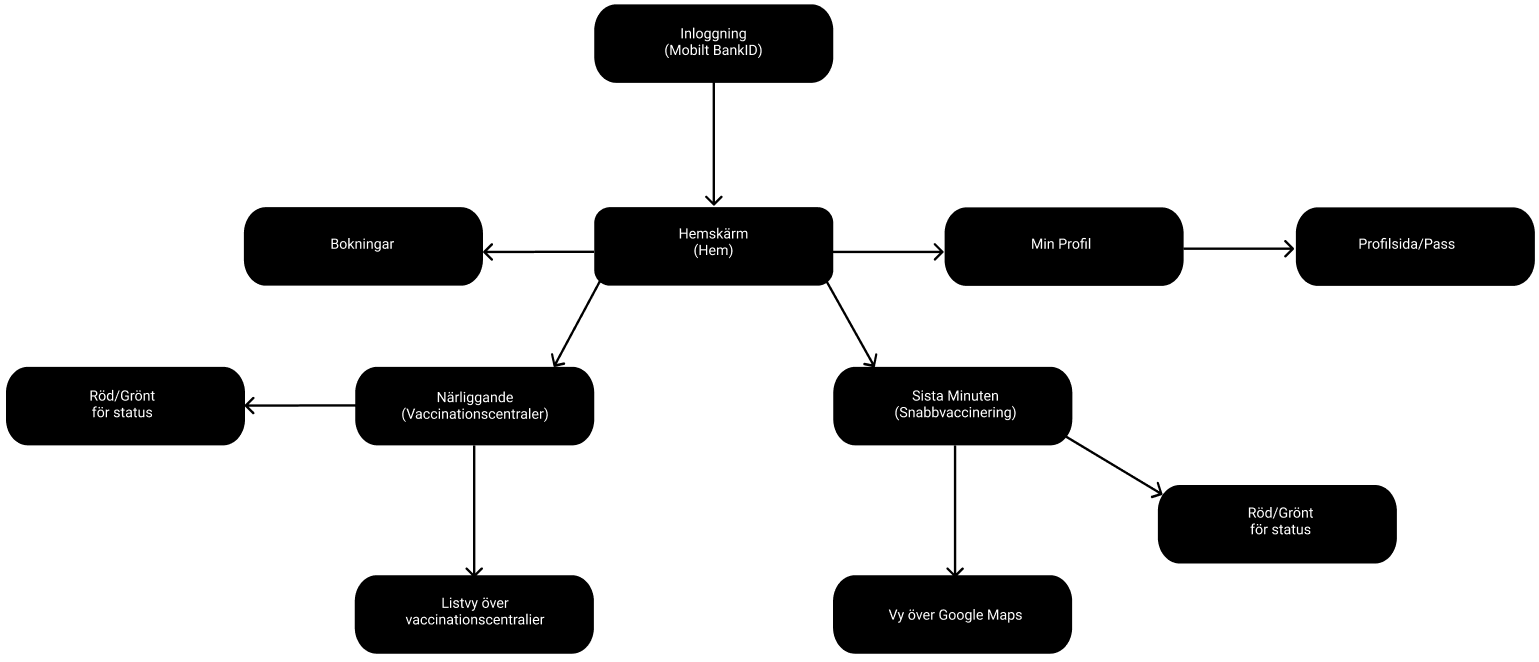 Inloggning
(Mobilt BankID)
Bokningar
Hemskärm
(Hem)
Min Profil
Profilsida/Pass
Röd/Grönt
för status
Närliggande
(Vaccinationscentraler)
Sista Minuten
(Snabbvaccinering)
Röd/Grönt
för status
Listvy över
vaccinationscentralier
Vy över Google Maps